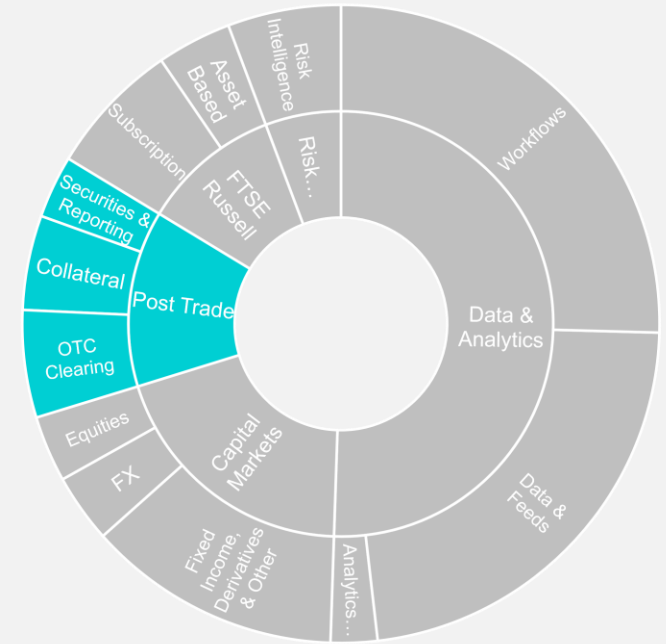 Workflows
Data &
Feeds
Analytics...
Fixed
Income,
Derivatives
& Other
FX
Equities
OTC
Clearing
Collateral
Securities &
Reporting
Subscription
Asset
Based
Risk
Intelligence
Data &
Analytics
Capital
Markets
Post Trade
FTSE
Russell
Risk...